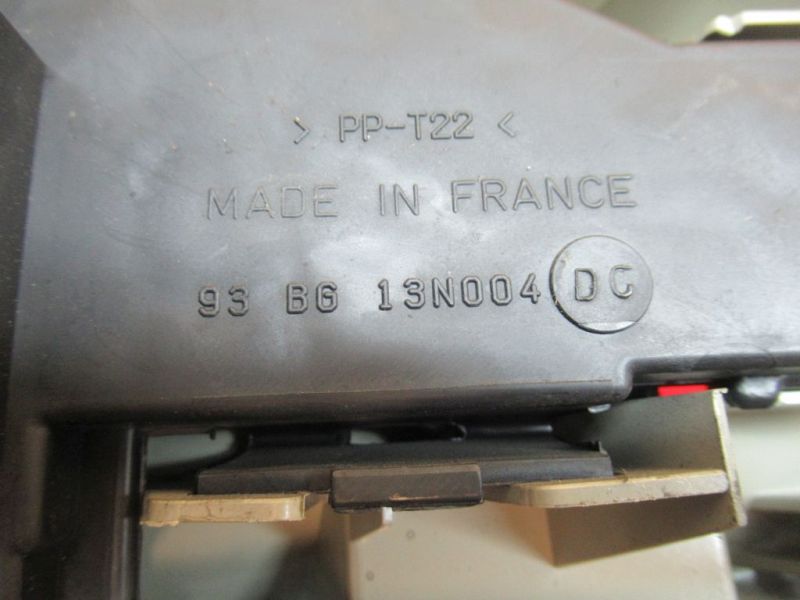 > PP-T22 <
MADE IN FRANCE
93 BG 13N004 DC